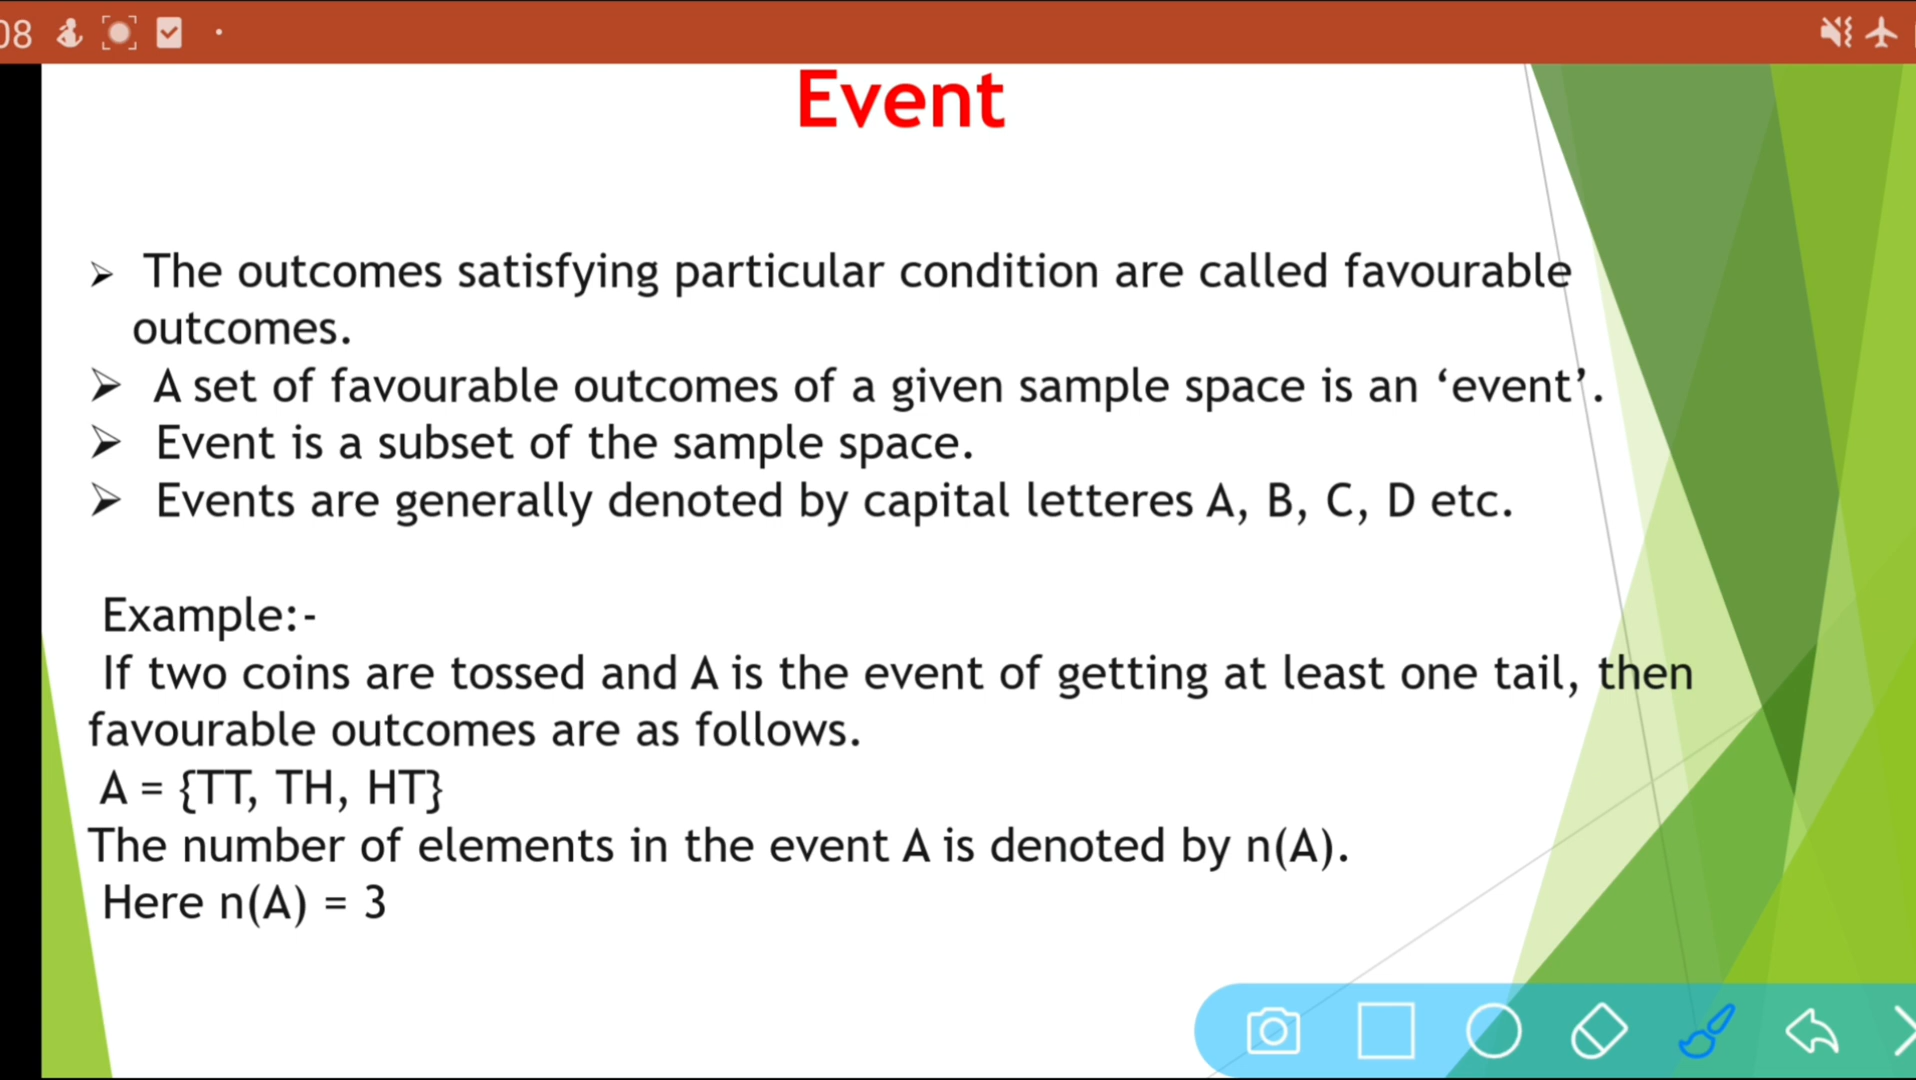 08
Event
➢ The outcomes satisfying particular condition are called favourable
outcomes.
➢ A set of favourable outcomes of a given sample space is an ‘event’.
➢ Event is a subset of the sample space.
➢ Events are generally denoted by capital letteres A, B, C, D etc.
Example:-
If two coins are tossed and A is the event of getting at least one tail, then
favourable outcomes are as follows.
A = {TT, TH, HT}
The number of elements in the event A is denoted by n(A).
Here n(A) = 3